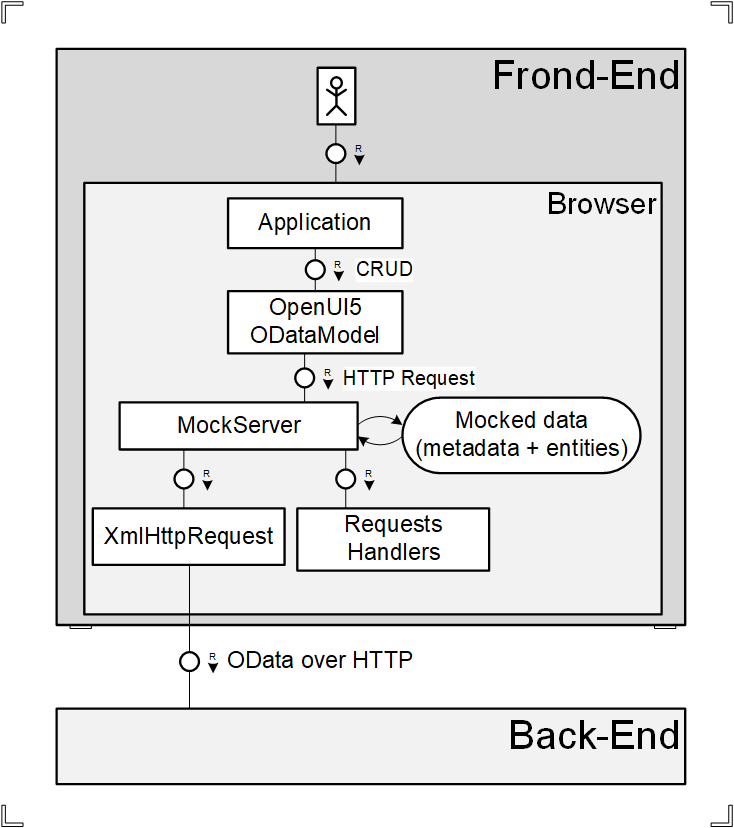 Frond-End
R
Browser
Application
R CRUD
OpenUI5
ODataModel
R HTTP Request
MockServer
Mocked data
(metadada + entities)
R
R
XmlHttpRequest
Requests
Handlers
R OData over HTTP
Back-End